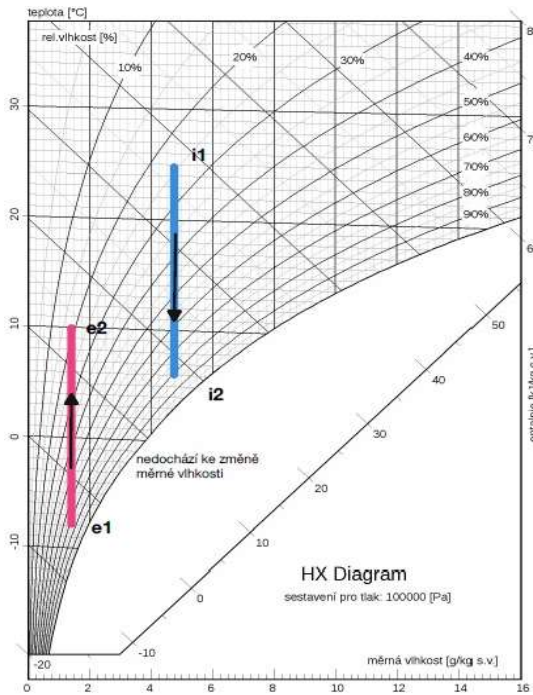 teplota [°C]
rel.vlhkost [%]
10%
20%
30%
40%
50%
60%
70%
80%
90%
30
20
10
0
-10
-20
i1
i2
e2
e1
nedochází ke změně
měrné vlhkosti
50
40
30
20
10
0
-10
HX Diagram
sestavení pro tlak: 100000 [Pa]
měrná vlhkost [g/kg s.v.]
0 2 4 6 8 10 12 14 16